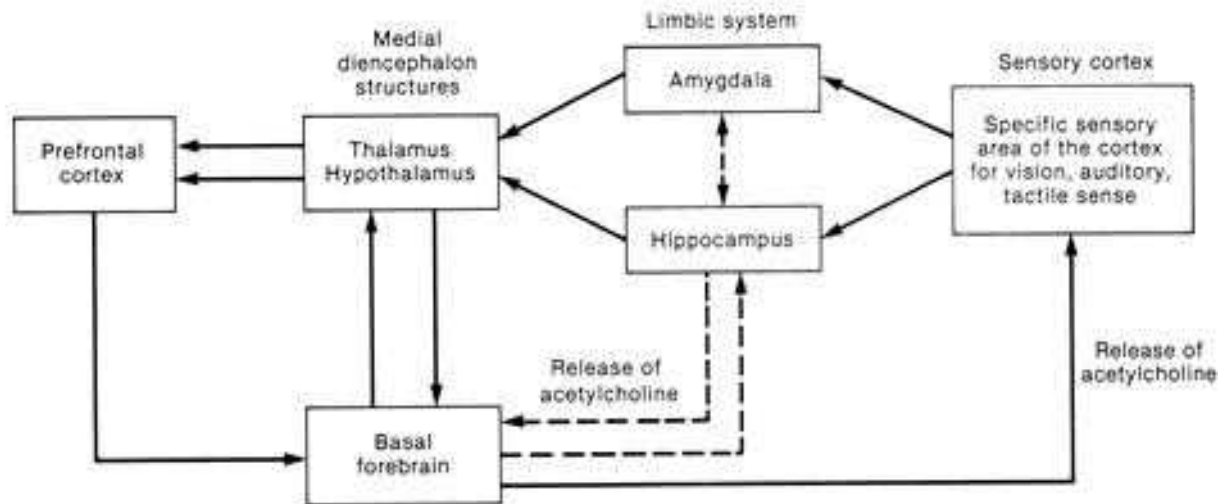 Limbic system
Medial
diencephalon
structures
Amygdala
Sensory cortex
Prefrontal
cortex
Thalamus
Hypothalamus
Specific sensory
area of the cortex
for vision, auditory,
tactile sense
Hippocampus
Release of
acetylcholine
Release of
acetylcholine
Basal
forebrain